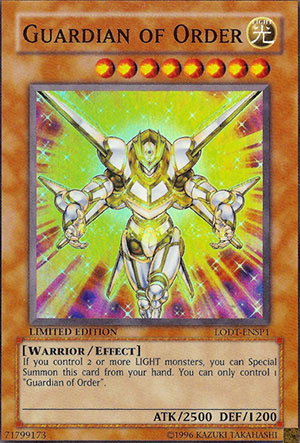 GUARDIAN OF ORDER
LIGHT
光
LIMITED EDITION
LODT-ENSP1
[WARRIOR/EFFECT]
If you control 2 or more LIGHT monsters, you can Special
Summon this card from your hand. You can only control 1
"Guardian of Order".
ATK/2500 DEF/1200
71799173
©1996 KAZUKI TAKAHASHI